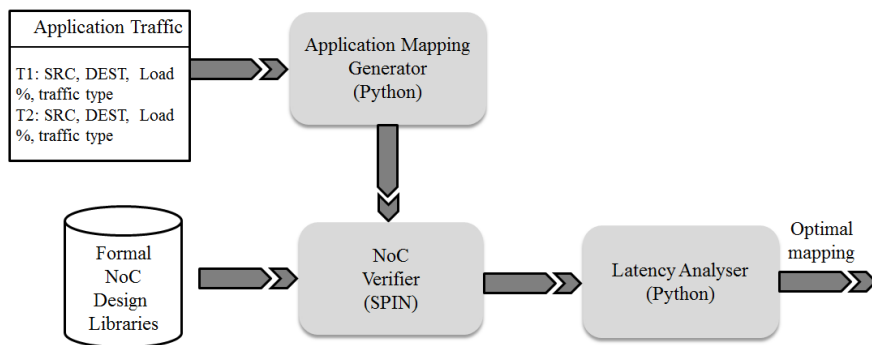 Application Traffic
T1: SRC, DEST, Load
%, traffic type
T2: SRC, DEST, Load
%, traffic type
Application Mapping
Generator
(Python)
Formal
NoC
Design
Libraries
NoC
Verifier
(SPIN)
Latency Analyser
(Python)
Optimal
mapping